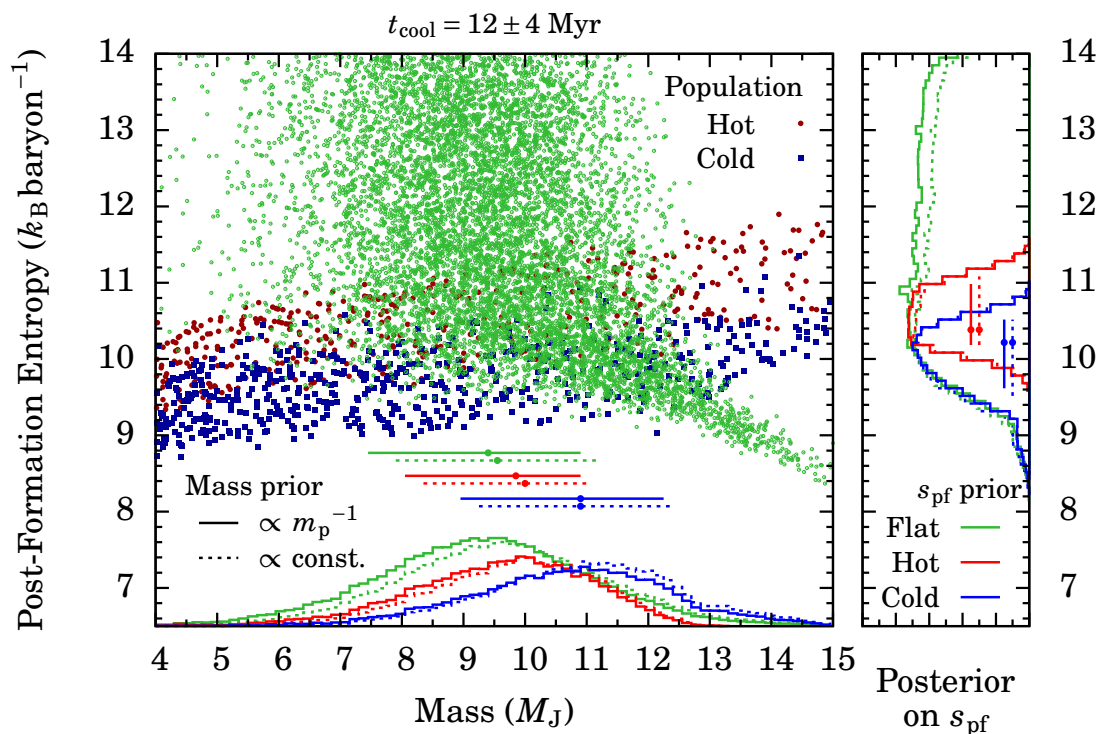 t_cool = 12 ± 4 Myr
Post-Formation Entropy (k_B baryon⁻¹)
14
13
12
11
10
9
8
7
Population
Hot
Cold
Mass prior
∝ m_p⁻¹
∝ const.
4 5 6 7 8 9 10 11 12 13 14 15
Mass (M_J)
14
13
12
11
10
9
8
7
s_pf prior
Flat
Hot
Cold
Posterior
on s_pf